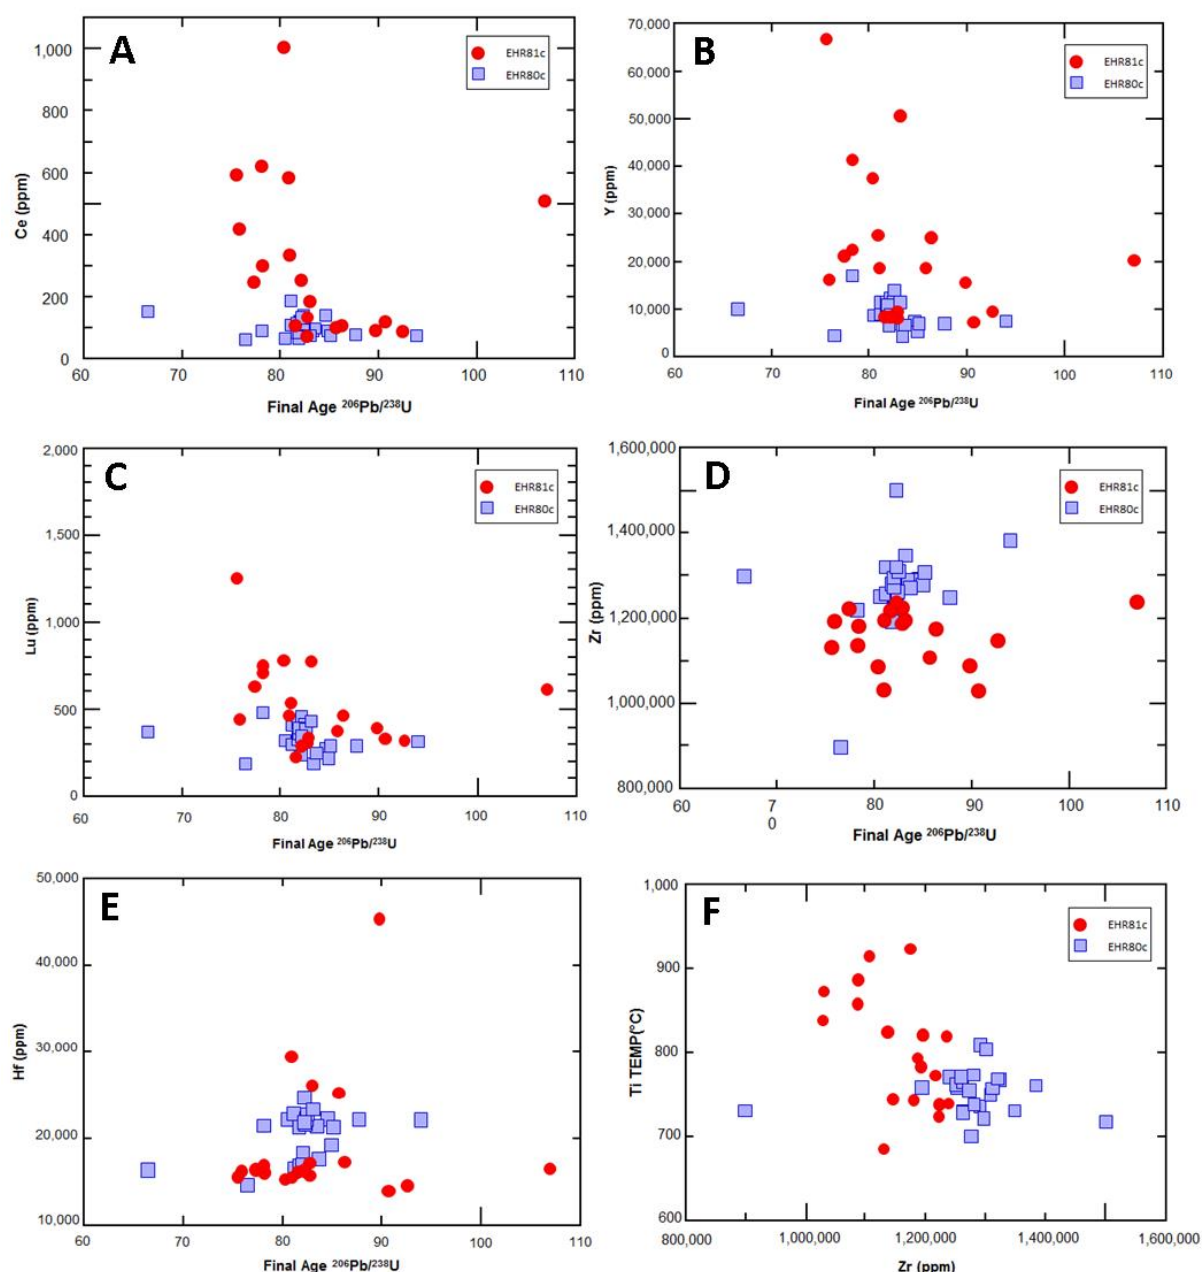 A
EHR81c
EHR80c
1,000
800
600
400
200
0
Ce (ppm)
60 70 80 90 100 110
Final Age ²⁰⁶Pb/²³⁸U
B
EHR81c
EHR80c
70,000
60,000
50,000
40,000
30,000
20,000
10,000
0
Y (ppm)
60 70 80 90 100 110
Final Age ²⁰⁶Pb/²³⁸U
C
EHR81c
EHR80c
2,000
1,500
1,000
500
0
Lu (ppm)
60 70 80 90 100 110
Final Age ²⁰⁶Pb/²³⁸U
D
EHR81c
EHR80c
1,600,000
1,400,000
1,200,000
1,000,000
800,000
Zr (ppm)
60 7 80 90 100 110
0
Final Age ²⁰⁶Pb/²³⁸U
E
50,000
40,000
30,000
20,000
10,000
Hf (ppm)
60 70 80 90 100 110
Final Age ²⁰⁶Pb/²³⁸U
F
EHR81c
EHR80c
1,000
900
800
700
600
Ti TEMP(°C)
800,000 1,000,000 1,200,000 1,400,000 1,600,000
Zr (ppm)